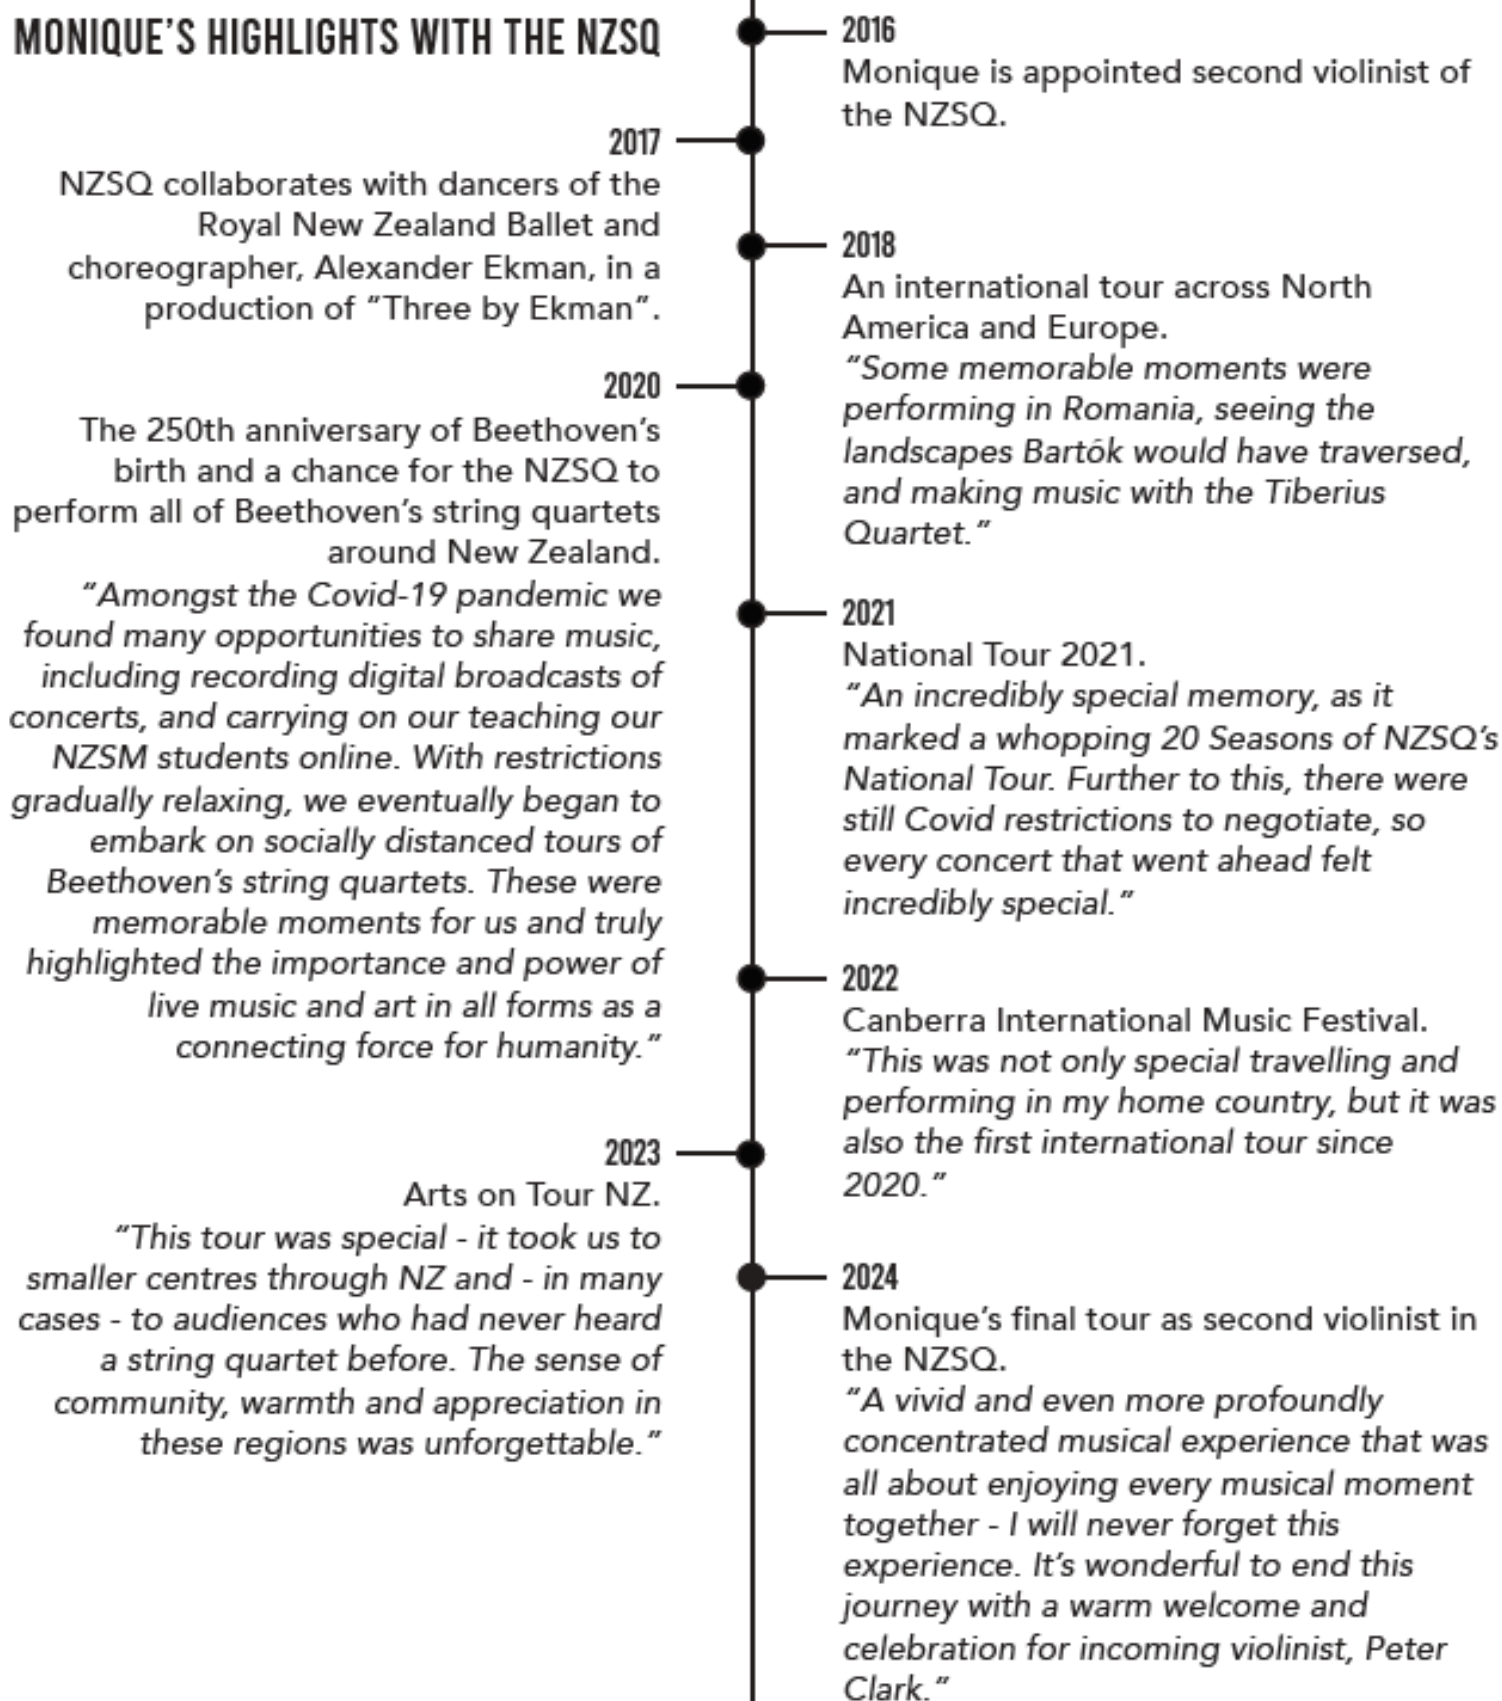 MONIQUE'S HIGHLIGHTS WITH THE NZSQ
2016
Monique is appointed second violinist of
the NZSQ.
2017
NZSQ collaborates with dancers of the
Royal New Zealand Ballet and
choreographer, Alexander Ekman, in a
production of “Three by Ekman”.
2018
An international tour across North
America and Europe.
“Some memorable moments were
performing in Romania, seeing the
landscapes Bartók would have traversed,
and making music with the Tiberius
Quartet.”
2020
The 250th anniversary of Beethoven's
birth and a chance for the NZSQ to
perform all of Beethoven's string quartets
around New Zealand.
“Amongst the Covid-19 pandemic we
found many opportunities to share music,
including recording digital broadcasts of
concerts, and carrying on our teaching our
NZSM students online. With restrictions
gradually relaxing, we eventually began to
embark on socially distanced tours of
Beethoven's string quartets. These were
memorable moments for us and truly
highlighted the importance and power of
live music and art in all forms as a
connecting force for humanity.”
2021
National Tour 2021.
“An incredibly special memory, as it
marked a whopping 20 Seasons of NZSQ's
National Tour. Further to this, there were
still Covid restrictions to negotiate, so
every concert that went ahead felt
incredibly special.”
2022
Canberra International Music Festival.
“This was not only special travelling and
performing in my home country, but it was
also the first international tour since
2020.”
2023
Arts on Tour NZ.
“This tour was special - it took us to
smaller centres through NZ and - in many
cases - to audiences who had never heard
a string quartet before. The sense of
community, warmth and appreciation in
these regions was unforgettable.”
2024
Monique's final tour as second violinist in
the NZSQ.
“A vivid and even more profoundly
concentrated musical experience that was
all about enjoying every musical moment
together - I will never forget this
experience. It's wonderful to end this
journey with a warm welcome and
celebration for incoming violinist, Peter
Clark.”